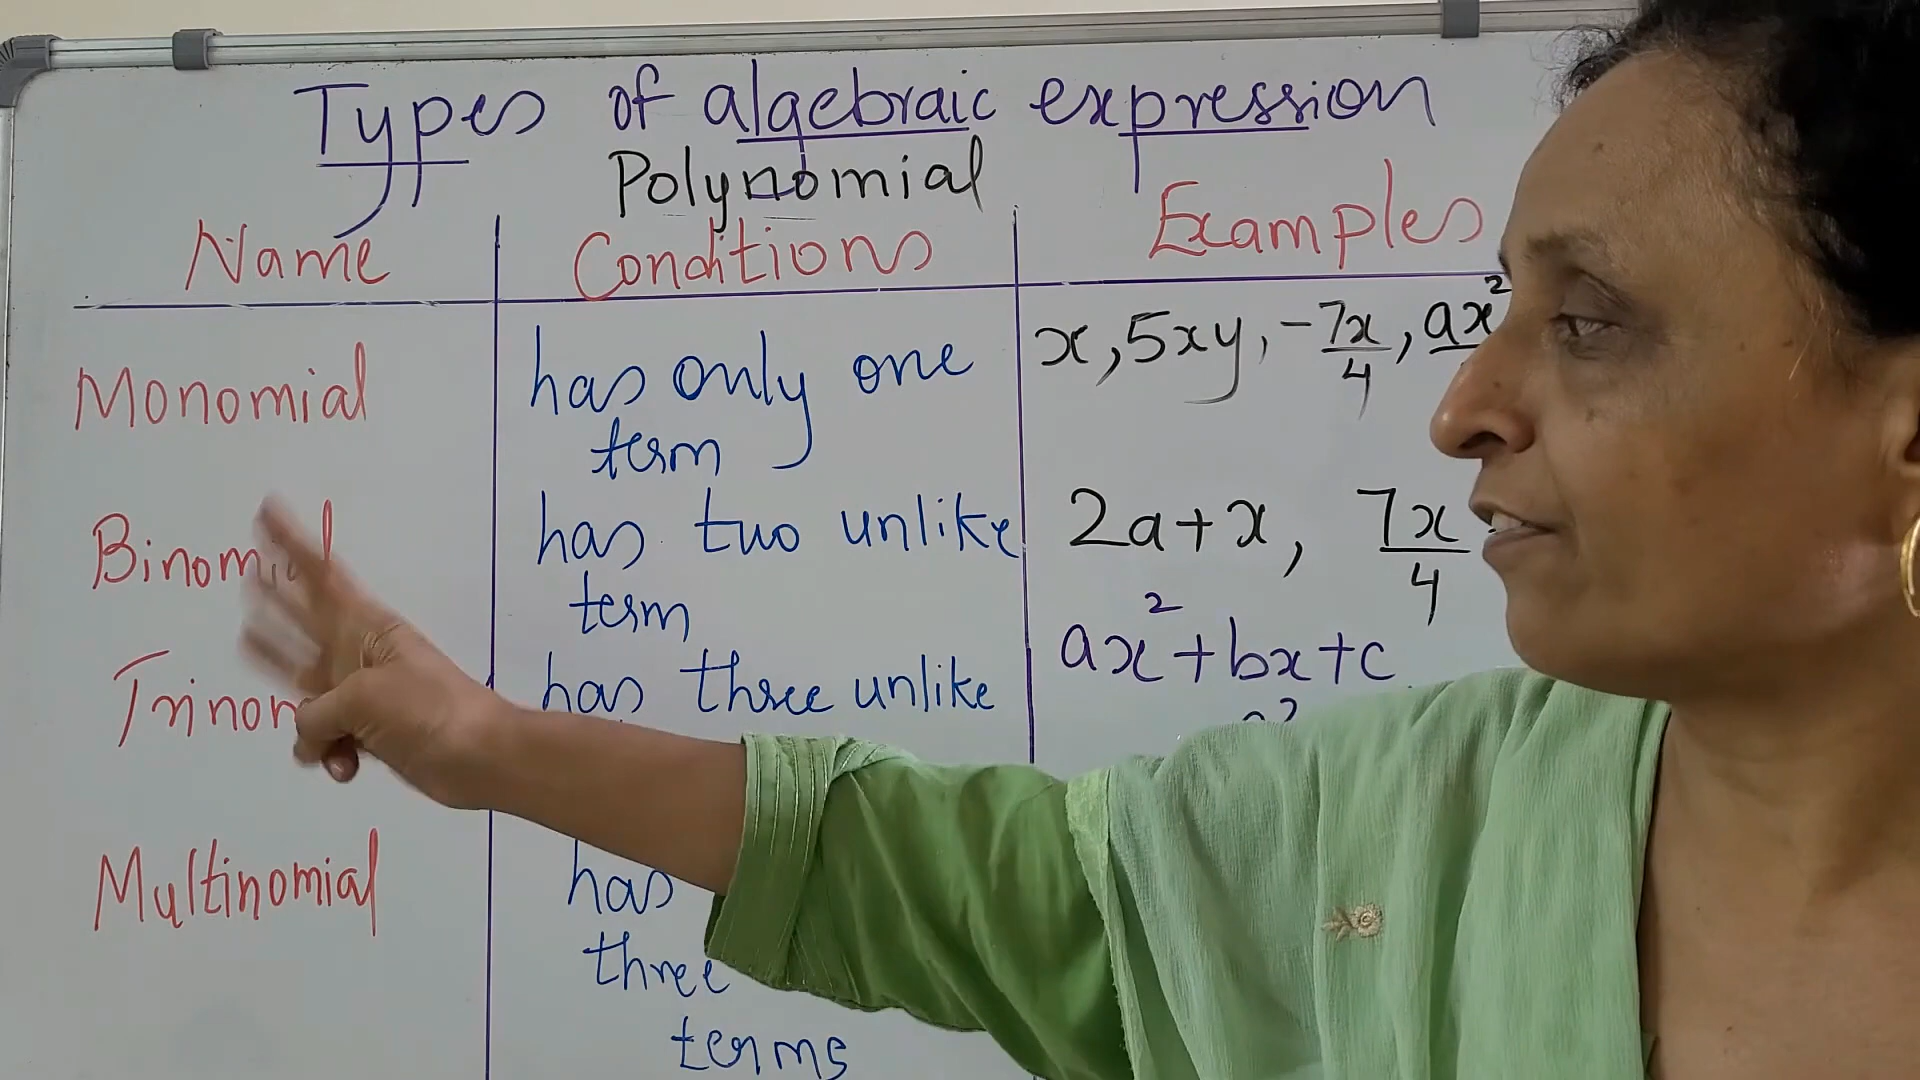 Types of algebraic expression
Polynomial
Name Conditions Examples
Monomial has only one term x, 5xy, -7x/4, ax²
Binomial has two unlike term 2a+x, 7x/4
has three unlike ax²+bx+c
Multinomial has
three
terms